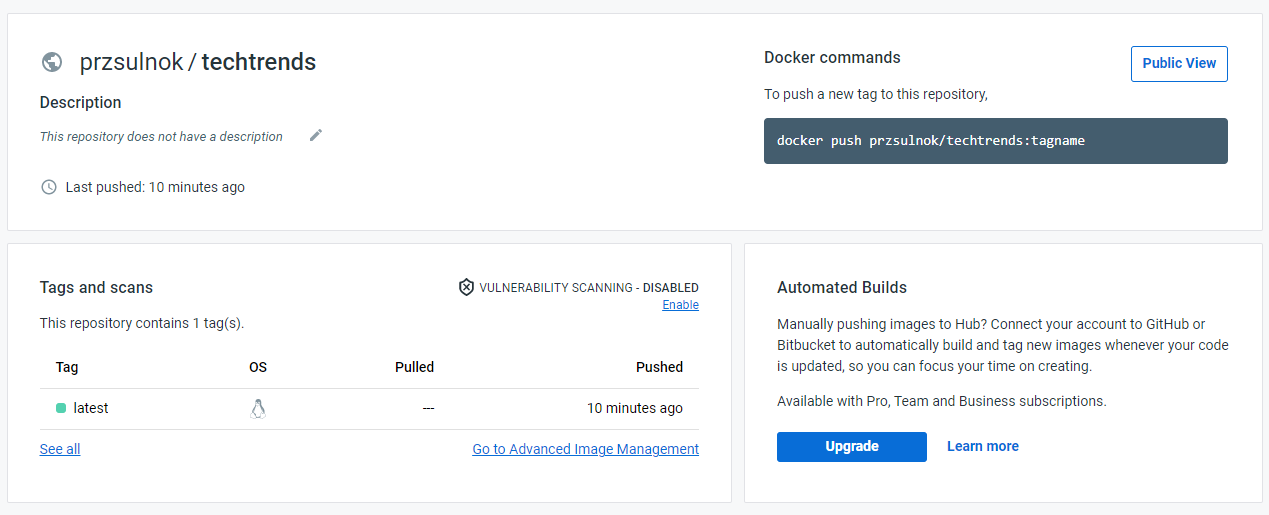 przsulnok / techtrends
Description
This repository does not have a description
Last pushed: 10 minutes ago
Docker commands
Public View
To push a new tag to this repository,
docker push przsulnok/techtrends:tagname
Tags and scans
VULNERABILITY SCANNING - DISABLED
Enable
This repository contains 1 tag(s).
Tag OS Pulled Pushed
latest --- 10 minutes ago
See all Go to Advanced Image Management
Automated Builds
Manually pushing images to Hub? Connect your account to GitHub or
Bitbucket to automatically build and tag new images whenever your code
is updated, so you can focus your time on creating.
Available with Pro, Team and Business subscriptions.
Upgrade Learn more